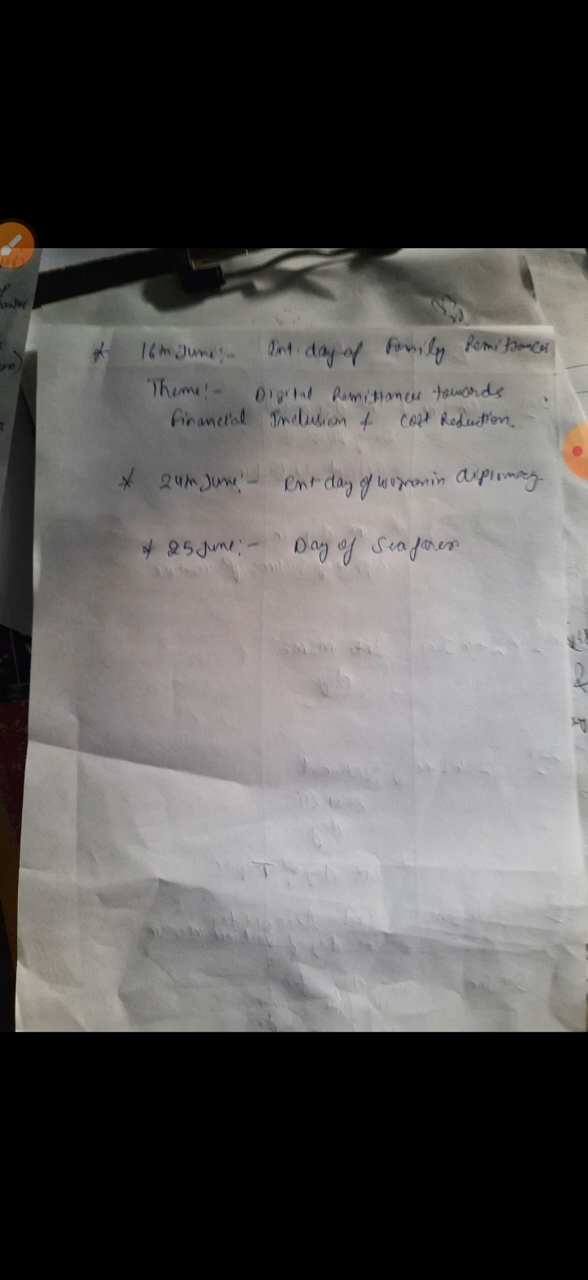 * 16th June:- Int. day of Family Remittances
Theme:- Digital Remittances towards
Financial Inclusion & Cost Reduction.
* 24th June:- Int day of women in diplomacy
* 25 June:- Day of Seafarer